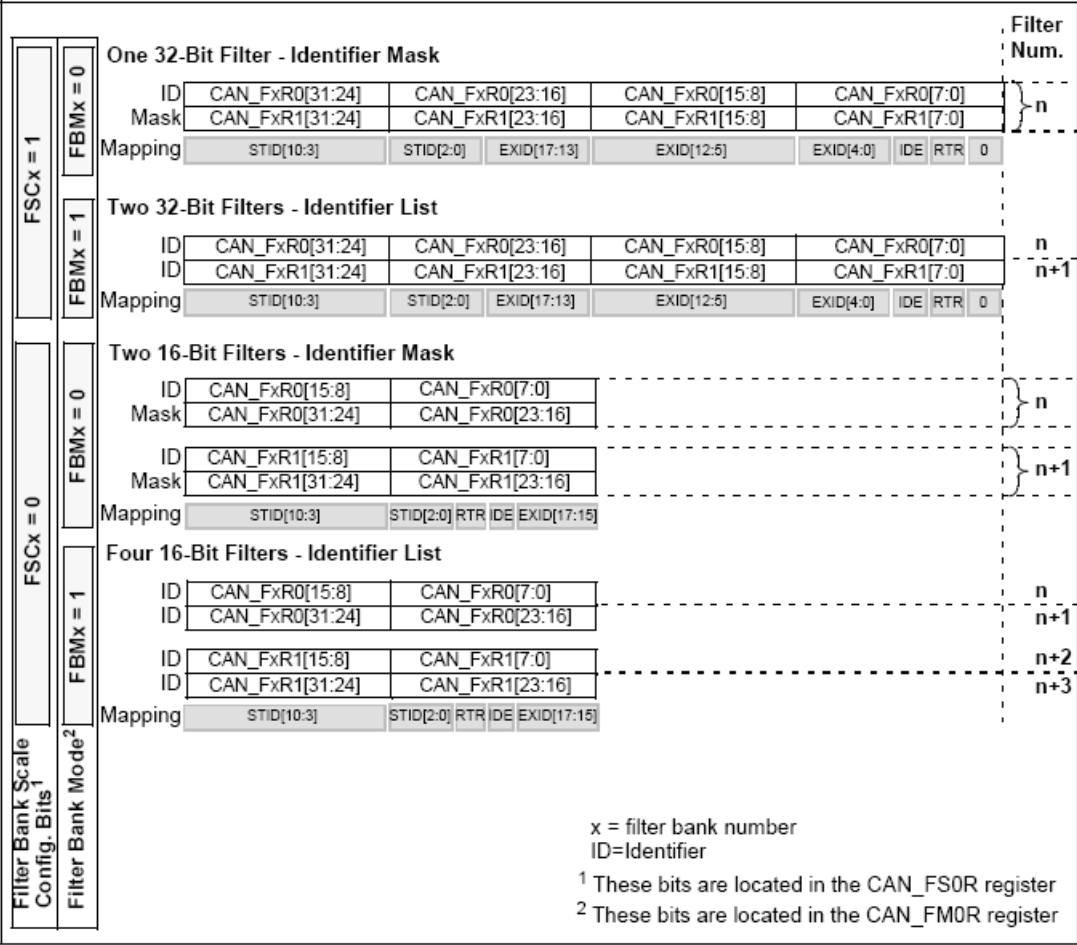 Filter
Num.
One 32-Bit Filter - Identifier Mask
ID CAN_FxR0[31:24] CAN_FxR0[23:16] CAN_FxR0[15:8] CAN_FxR0[7:0]
Mask CAN_FxR1[31:24] CAN_FxR1[23:16] CAN_FxR1[15:8] CAN_FxR1[7:0]
n
Mapping STID[10:3] STID[2:0] EXID[17:13] EXID[12:5] EXID[4:0] IDE RTR 0
FBMx = 0
FSCx = 1
Two 32-Bit Filters - Identifier List
ID CAN_FxR0[31:24] CAN_FxR0[23:16] CAN_FxR0[15:8] CAN_FxR0[7:0] n
ID CAN_FxR1[31:24] CAN_FxR1[23:16] CAN_FxR1[15:8] CAN_FxR1[7:0] n+1
Mapping STID[10:3] STID[2:0] EXID[17:13] EXID[12:5] EXID[4:0] IDE RTR 0
FBMx = 1
Two 16-Bit Filters - Identifier Mask
ID CAN_FxR0[15:8] CAN_FxR0[7:0]
Mask CAN_FxR0[31:24] CAN_FxR0[23:16]
n
ID CAN_FxR1[15:8] CAN_FxR1[7:0]
Mask CAN_FxR1[31:24] CAN_FxR1[23:16]
n+1
Mapping STID[10:3] STID[2:0] RTR IDE EXID[17:15]
FBMx = 0
FSCx = 0
Four 16-Bit Filters - Identifier List
ID CAN_FxR0[15:8] CAN_FxR0[7:0] n
ID CAN_FxR0[31:24] CAN_FxR0[23:16] n+1
ID CAN_FxR1[15:8] CAN_FxR1[7:0] n+2
ID CAN_FxR1[31:24] CAN_FxR1[23:16] n+3
Mapping STID[10:3] STID[2:0] RTR IDE EXID[17:15]
FBMx = 1
Filter Bank Scale
Config. Bits1
Filter Bank Mode2
x = filter bank number
ID=Identifier
1 These bits are located in the CAN_FS0R register
2 These bits are located in the CAN_FM0R register